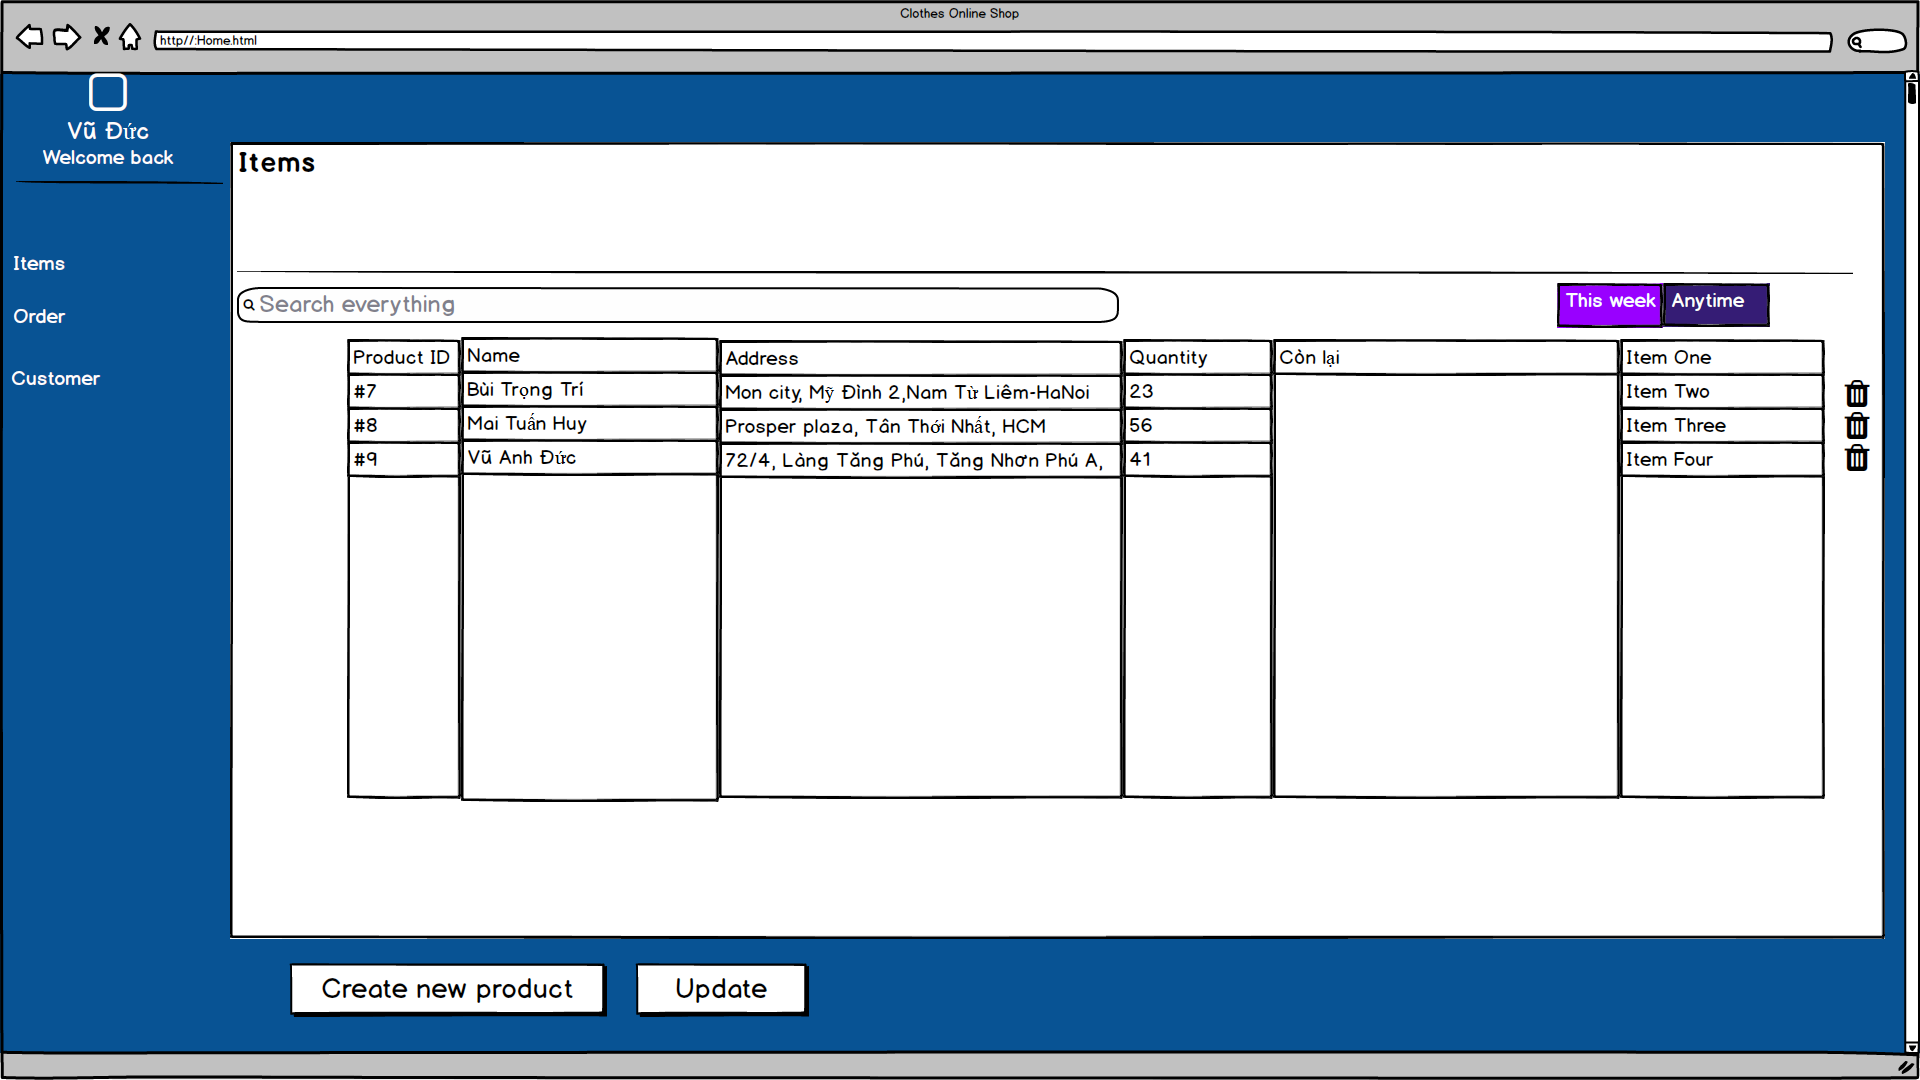 Clothes Online Shop
http//:Home.html
Vũ Đức
Welcome back
Items
Order
Customer
Items
Search everything
This week Anytime
Product ID Name Address Quantity Còn lại Item One
#7 Bùi Trọng Trí Mon city, Mỹ Đình 2,Nam Từ Liêm-HaNoi 23 Item Two
#8 Mai Tuấn Huy Prosper plaza, Tân Thới Nhất, HCM 56 Item Three
#9 Vũ Anh Đức 72/4, Làng Tăng Phú, Tăng Nhơn Phú A, 41 Item Four
Create new product Update